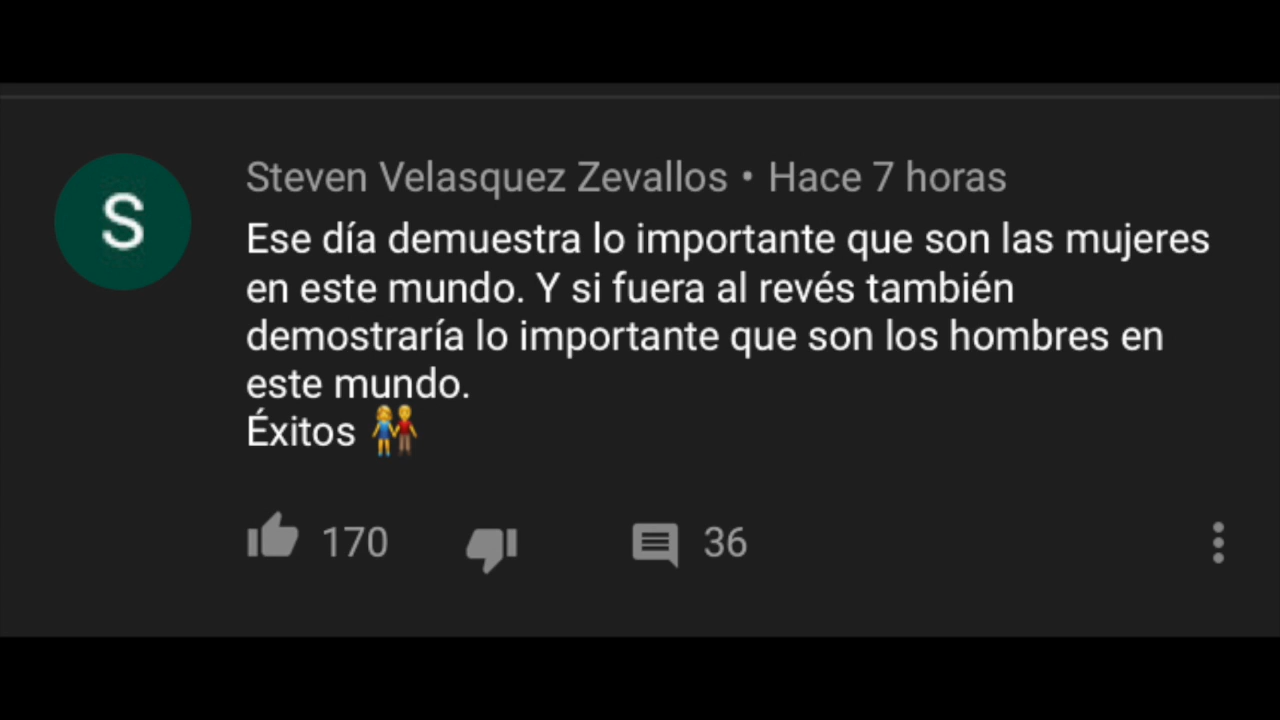 S
Steven Velasquez Zevallos • Hace 7 horas
Ese día demuestra lo importante que son las mujeres
en este mundo. Y si fuera al revés también
demostraría lo importante que son los hombres en
este mundo.
Éxitos 👫
170 36